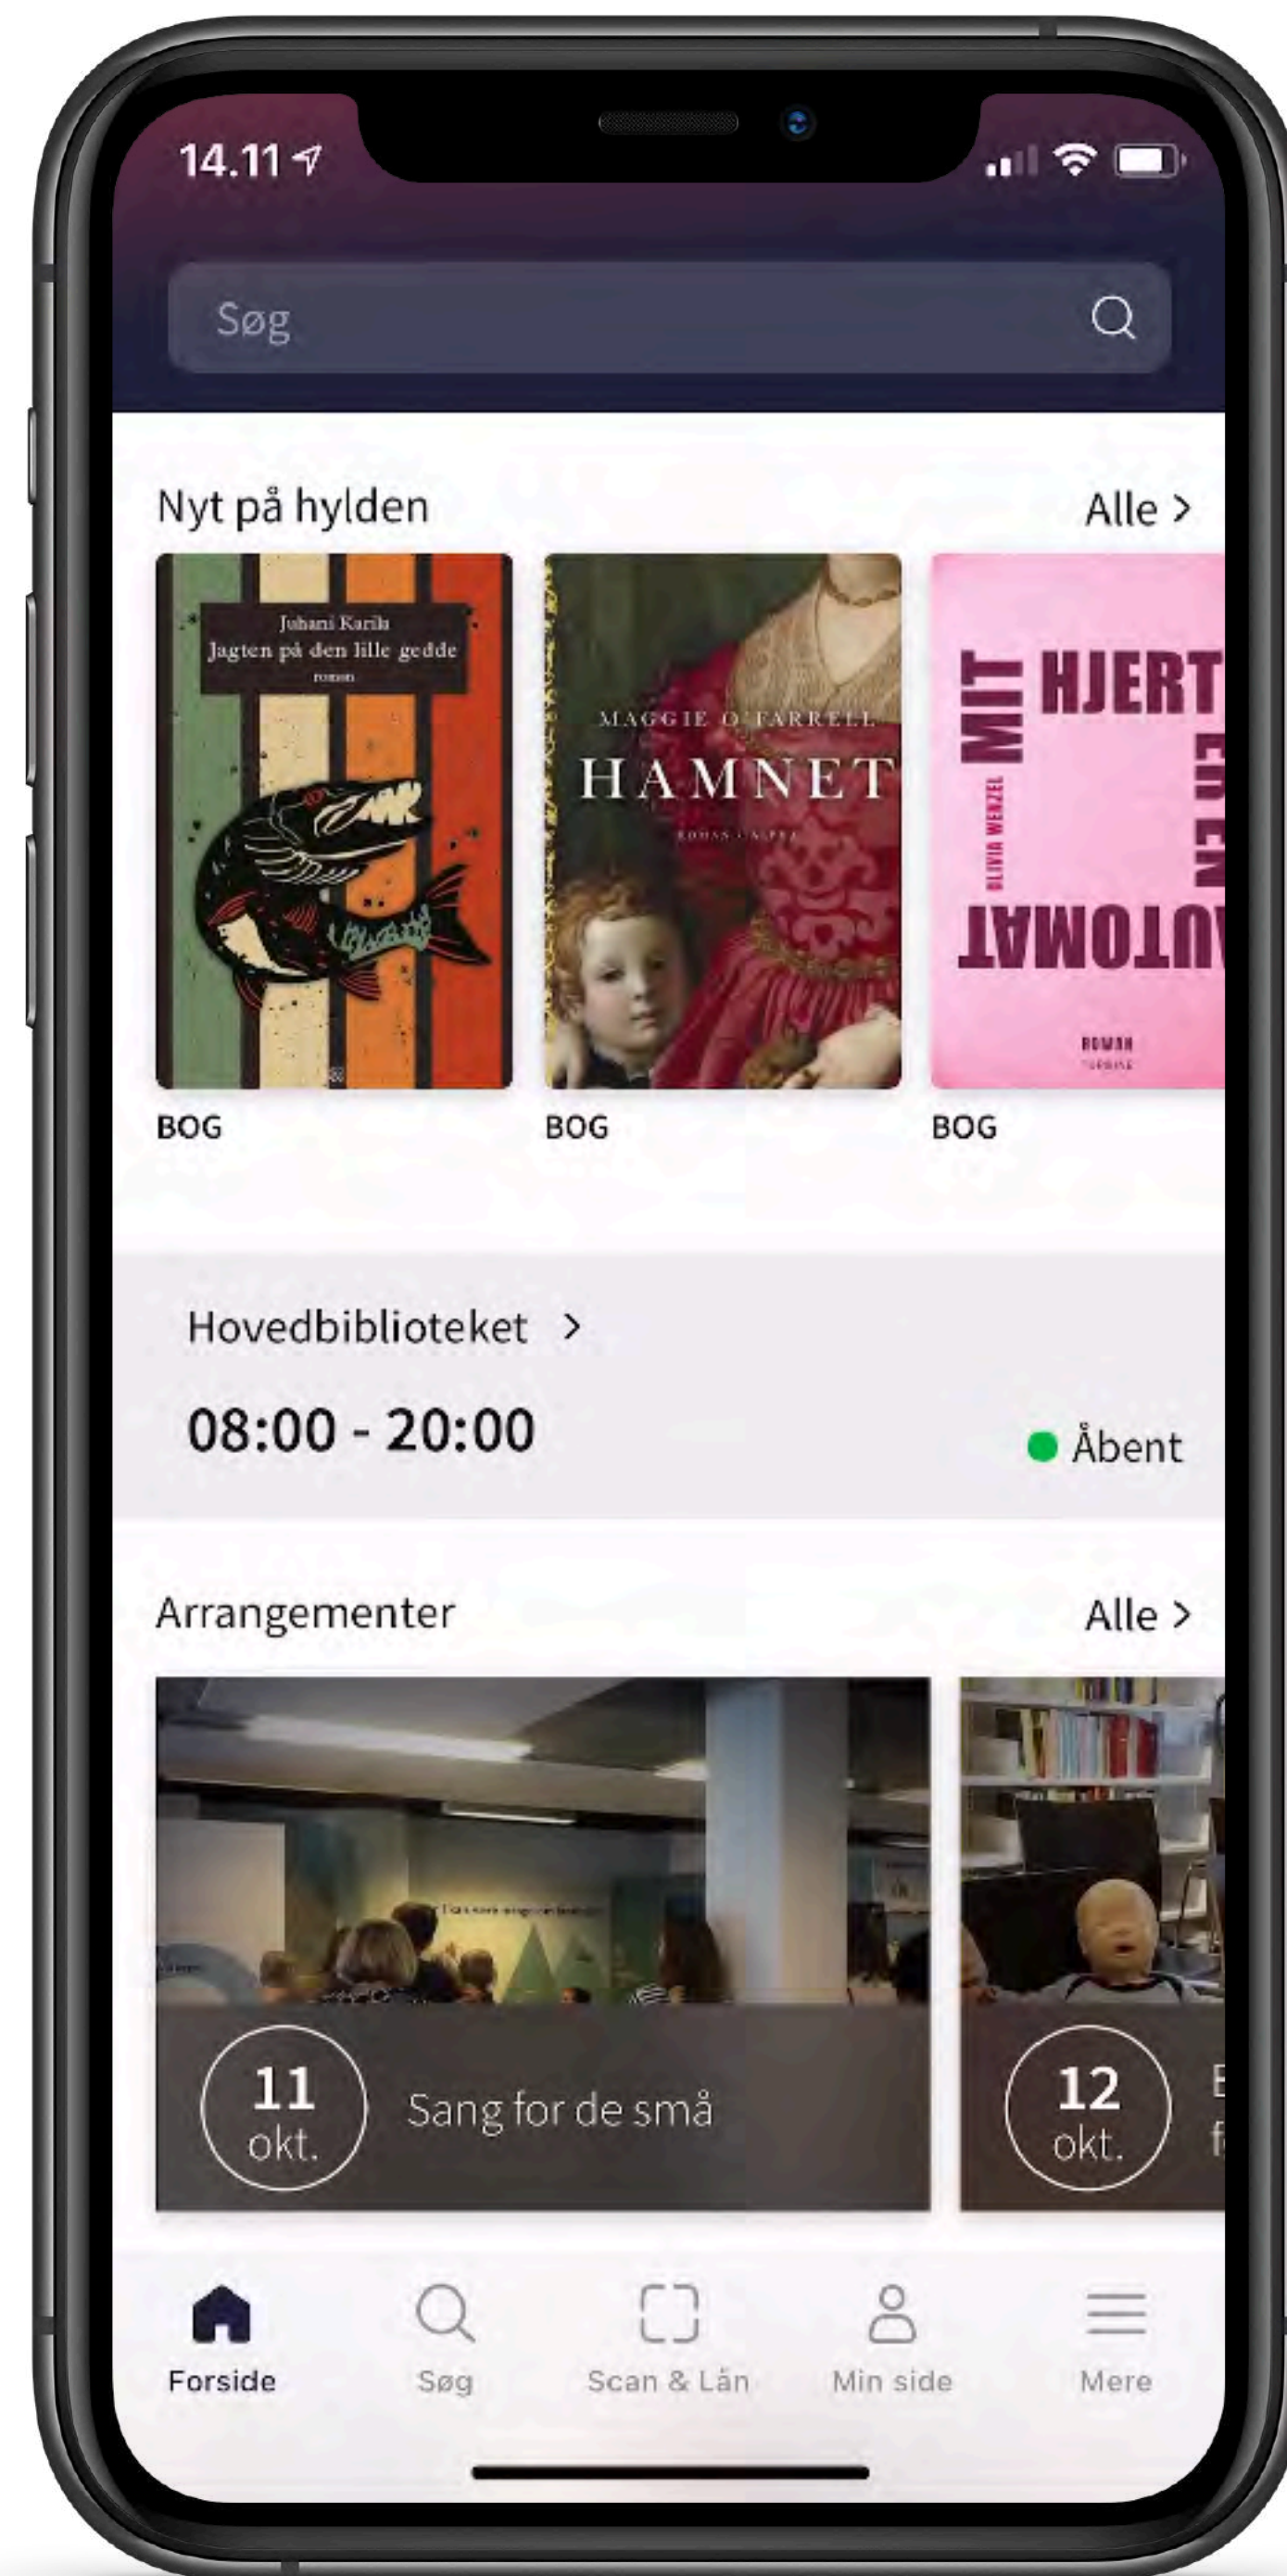 14.11
Søg
Nyt på hylden
Alle >
Juhani Karila
Jagten på den lille gedde
roman
MAGGIE O'FARRELL
HAMNET
MIT
HJERT
ER EN
AUTOMAT
OLIVIA WENZEL
ROMAN
BOG
BOG
BOG
Hovedbiblioteket >
08:00 - 20:00
Åbent
Arrangementer
Alle >
11
okt.
Sang for de små
12
okt.
Forside
Søg
Scan & Lån
Min side
Mere